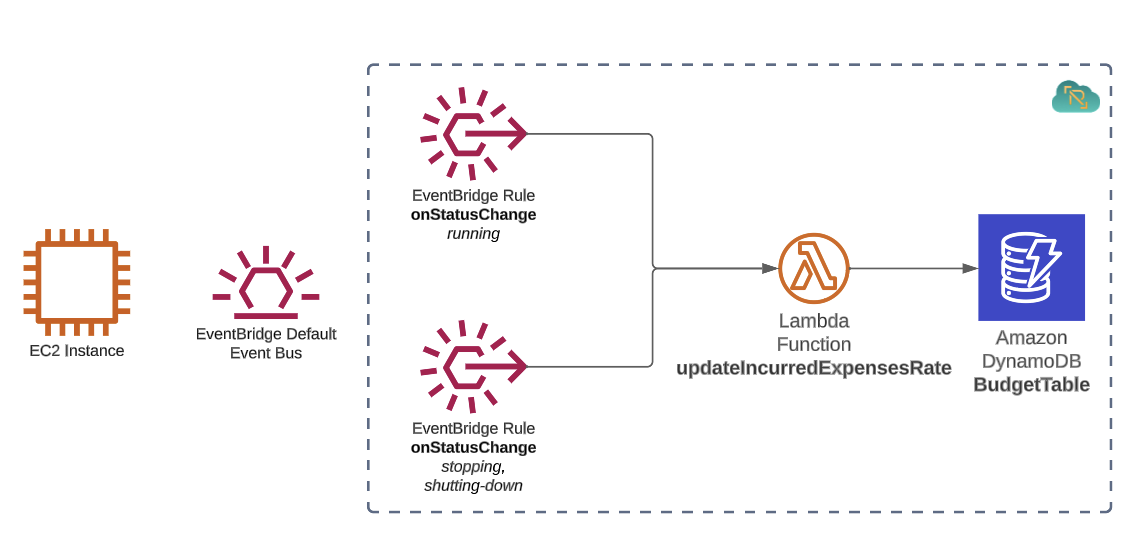 EC2 Instance
EventBridge Default
Event Bus
EventBridge Rule
onStatusChange
running
EventBridge Rule
onStatusChange
stopping,
shutting-down
Lambda
Function
updateIncurredExpensesRate
Amazon
DynamoDB
BudgetTable